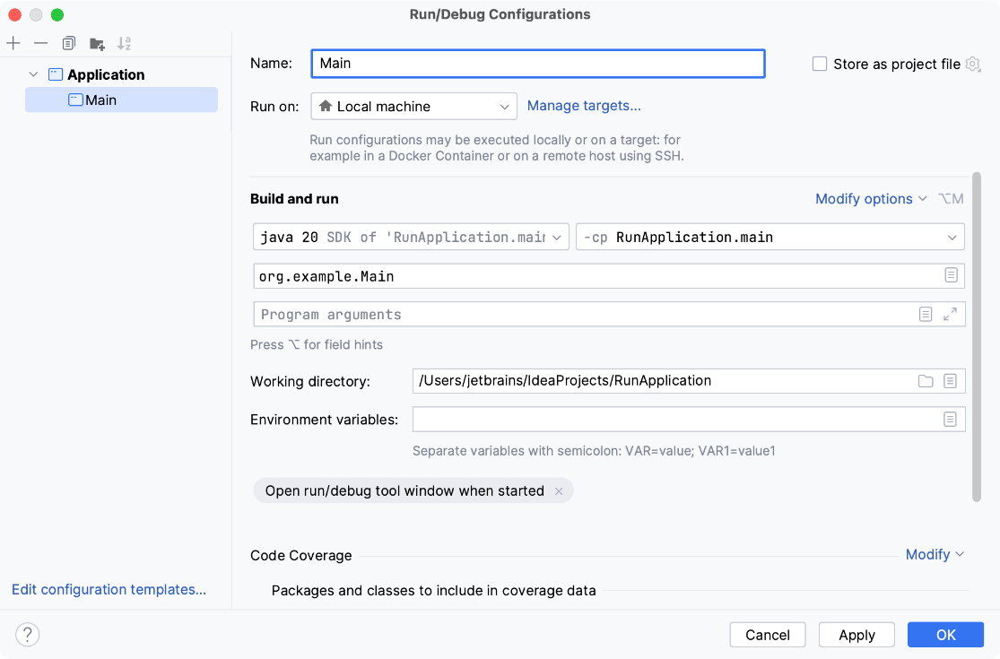 Run/Debug Configurations
Application
Main
Edit configuration templates...
Name: Main
Store as project file
Run on: Local machine Manage targets...
Run configurations may be executed locally or on a target: for
example in a Docker Container or on a remote host using SSH.
Build and run Modify options ⌥M
java 20 SDK of 'RunApplication.main -cp RunApplication.main
org.example.Main
Program arguments
Press ⌥ for field hints
Working directory: /Users/jetbrains/IdeaProjects/RunApplication
Environment variables:
Separate variables with semicolon: VAR=value; VAR1=value1
Open run/debug tool window when started
Code Coverage Modify
Packages and classes to include in coverage data
? Cancel Apply OK